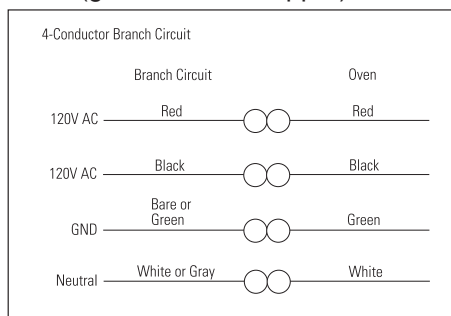 4-Conductor Branch Circuit
Branch Circuit Oven
120V AC Red Red
120V AC Black Black
Bare or
GND Green Green
Neutral White or Gray White